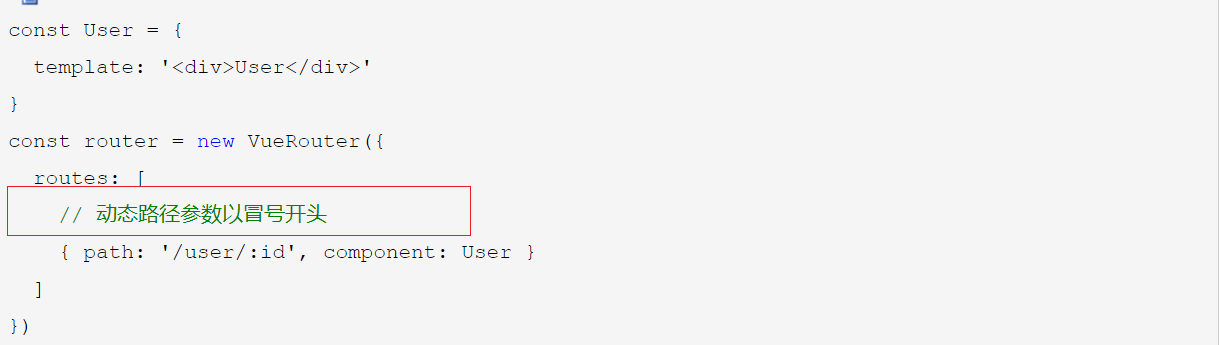 const User = {
  template: '<div>User</div>'
}
const router = new VueRouter({
  routes: [
    // 动态路径参数以冒号开头
    { path: '/user/:id', component: User }
  ]
})